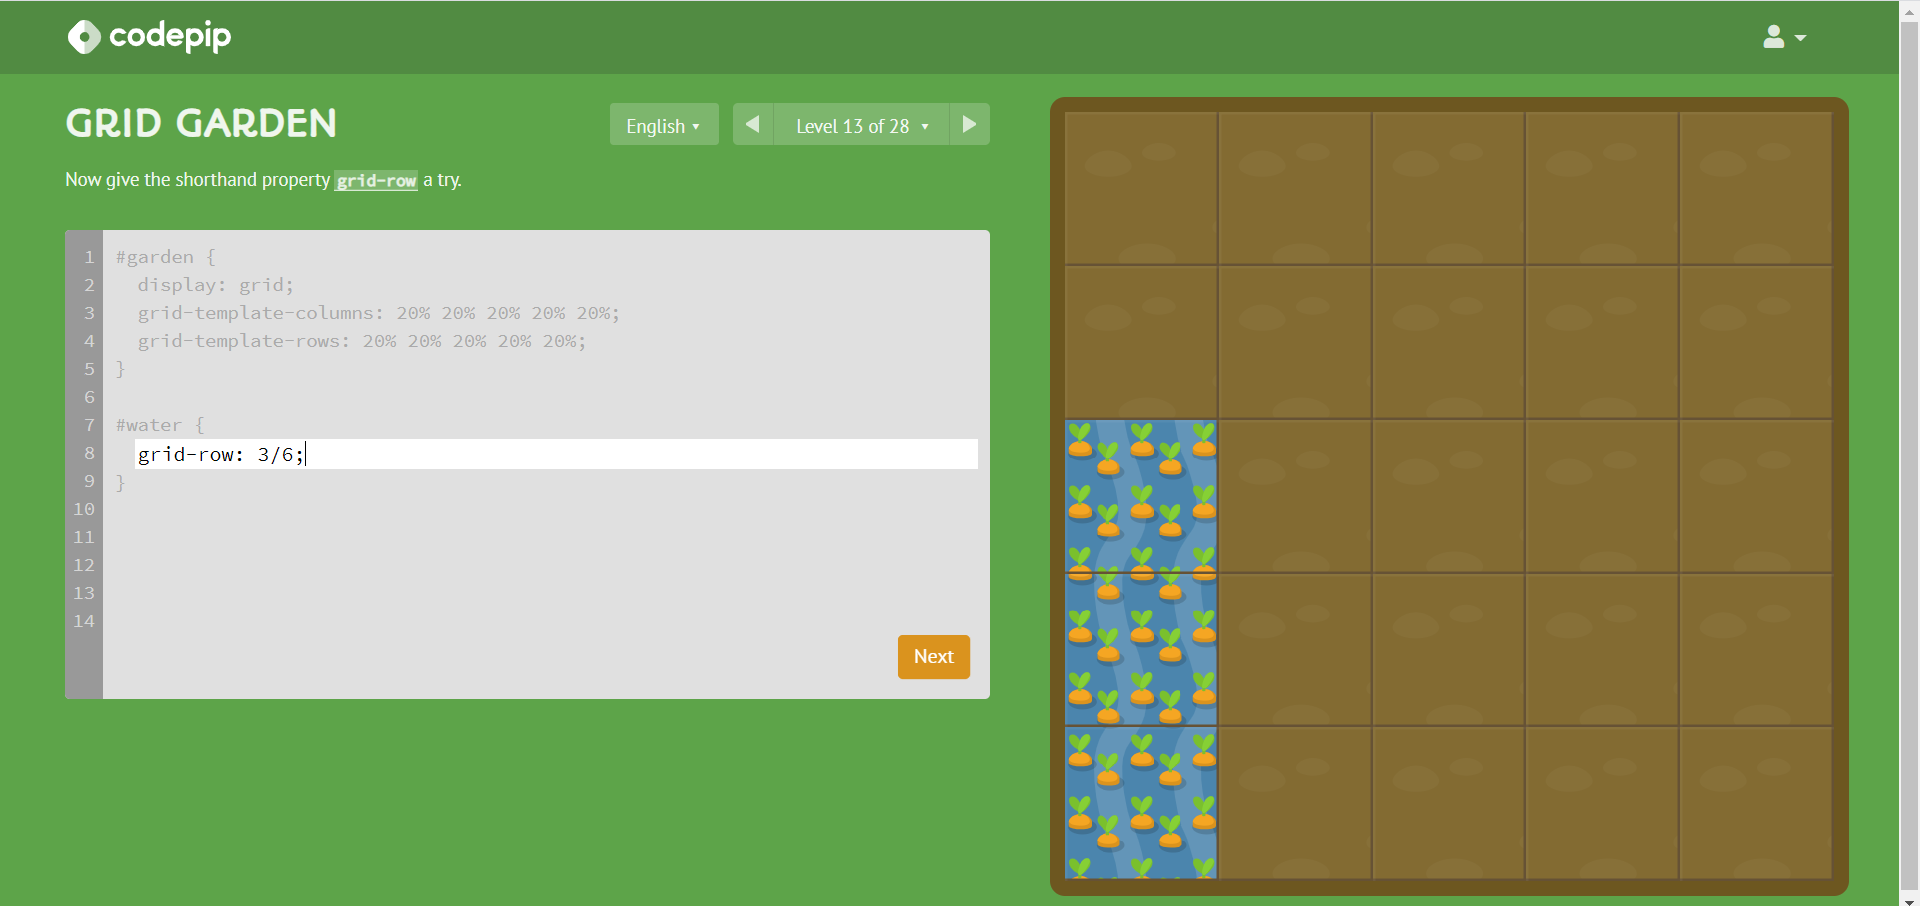 codepip
GRID GARDEN
English ▾
Level 13 of 28 ▾
Now give the shorthand property grid-row a try.
1 #garden {
2 display: grid;
3 grid-template-columns: 20% 20% 20% 20% 20%;
4 grid-template-rows: 20% 20% 20% 20% 20%;
5 }
6
7 #water {
8 grid-row: 3/6;
9 }
10
11
12
13
14
Next